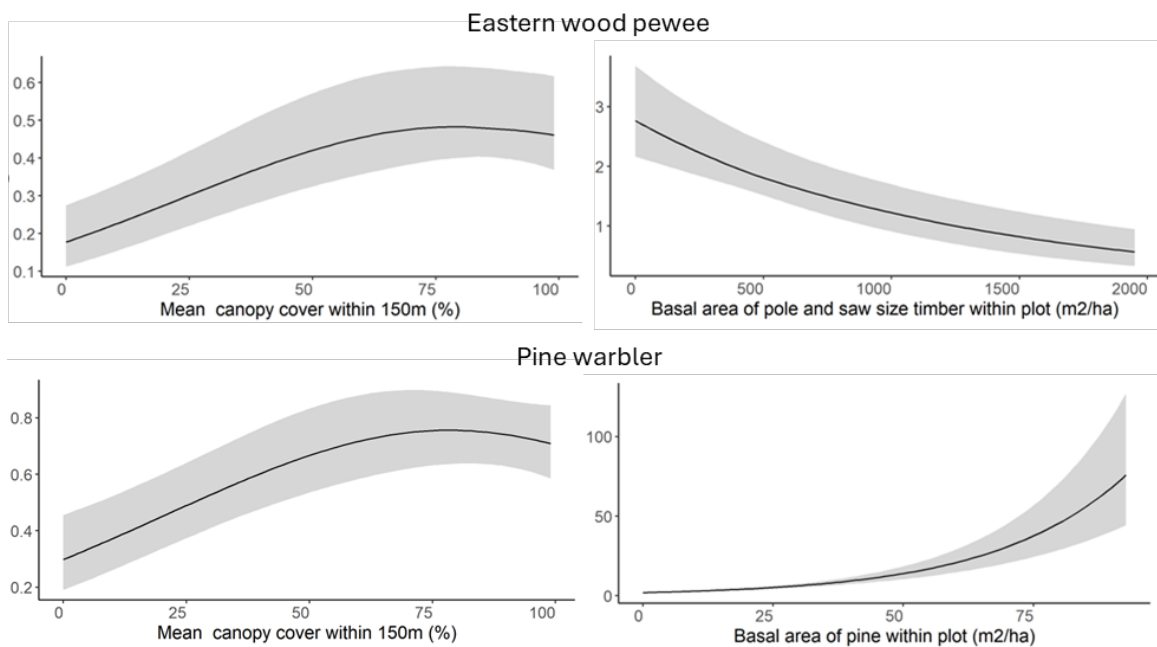 Eastern wood pewee
0.6
0.5
0.4
0.3
0.2
0.1
0 25 50 75 100
Mean canopy cover within 150m (%)
3
2
1
0 500 1000 1500 2000
Basal area of pole and saw size timber within plot (m2/ha)
Pine warbler
0.8
0.6
0.4
0.2
0 25 50 75 100
Mean canopy cover within 150m (%)
100
50
0
0 25 50 75
Basal area of pine within plot (m2/ha)